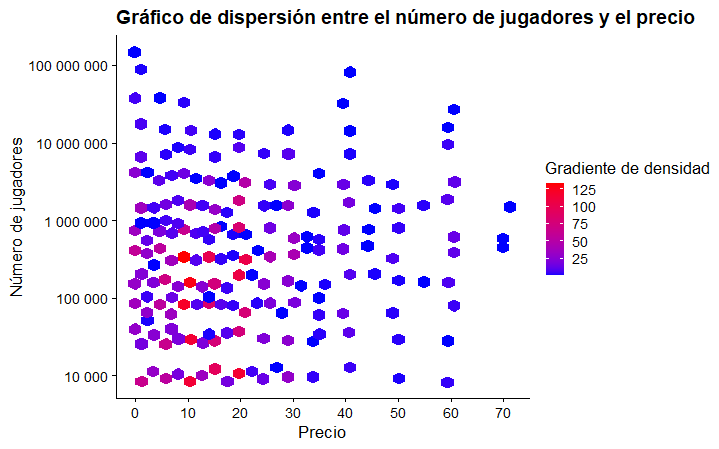 Gráfico de dispersión entre el número de jugadores y el precio
Número de jugadores
100 000 000
10 000 000
1 000 000
100 000
10 000
0
10
20
30
40
50
60
70
Precio
Gradiente de densidad
125
100
75
50
25